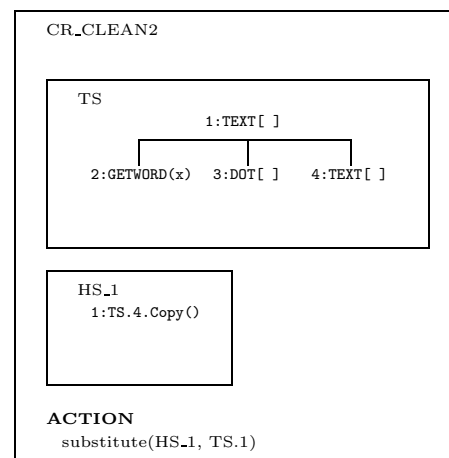 CR_CLEAN2
TS
1:TEXT[ ]
2:GETWORD(x) 3:DOT[ ] 4:TEXT[ ]
HS_1
1:TS.4.Copy()
ACTION
substitute(HS_1, TS.1)